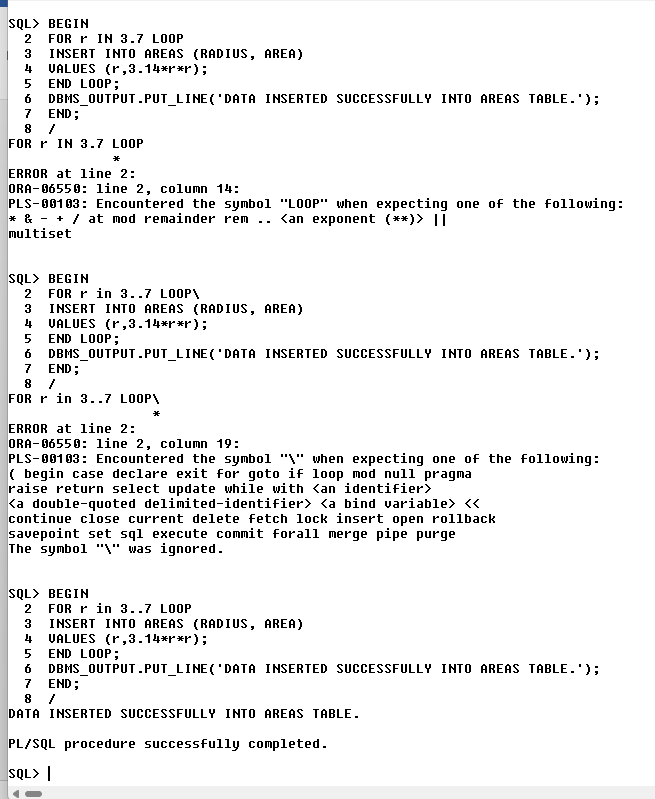 SQL> BEGIN
  2  FOR r IN 3.7 LOOP
  3  INSERT INTO AREAS (RADIUS, AREA)
  4  VALUES (r,3.14*r*r);
  5  END LOOP;
  6  DBMS_OUTPUT.PUT_LINE('DATA INSERTED SUCCESSFULLY INTO AREAS TABLE.');
  7  END;
  8  /
FOR r IN 3.7 LOOP
             *
ERROR at line 2:
ORA-06550: line 2, column 14:
PLS-00103: Encountered the symbol "LOOP" when expecting one of the following:
* & - + / at mod remainder rem .. <an exponent (**)> ||
multiset
SQL> BEGIN
  2  FOR r in 3..7 LOOP\
  3  INSERT INTO AREAS (RADIUS, AREA)
  4  VALUES (r,3.14*r*r);
  5  END LOOP;
  6  DBMS_OUTPUT.PUT_LINE('DATA INSERTED SUCCESSFULLY INTO AREAS TABLE.');
  7  END;
  8  /
FOR r in 3..7 LOOP\
                  *
ERROR at line 2:
ORA-06550: line 2, column 19:
PLS-00103: Encountered the symbol "\" when expecting one of the following:
( begin case declare exit for goto if loop mod null pragma
raise return select update while with <an identifier>
<a double-quoted delimited-identifier> <a bind variable> <<
continue close current delete fetch lock insert open rollback
savepoint set sql execute commit forall merge pipe purge
The symbol "\" was ignored.
SQL> BEGIN
  2  FOR r in 3..7 LOOP
  3  INSERT INTO AREAS (RADIUS, AREA)
  4  VALUES (r,3.14*r*r);
  5  END LOOP;
  6  DBMS_OUTPUT.PUT_LINE('DATA INSERTED SUCCESSFULLY INTO AREAS TABLE.');
  7  END;
  8  /
DATA INSERTED SUCCESSFULLY INTO AREAS TABLE.
PL/SQL procedure successfully completed.
SQL>